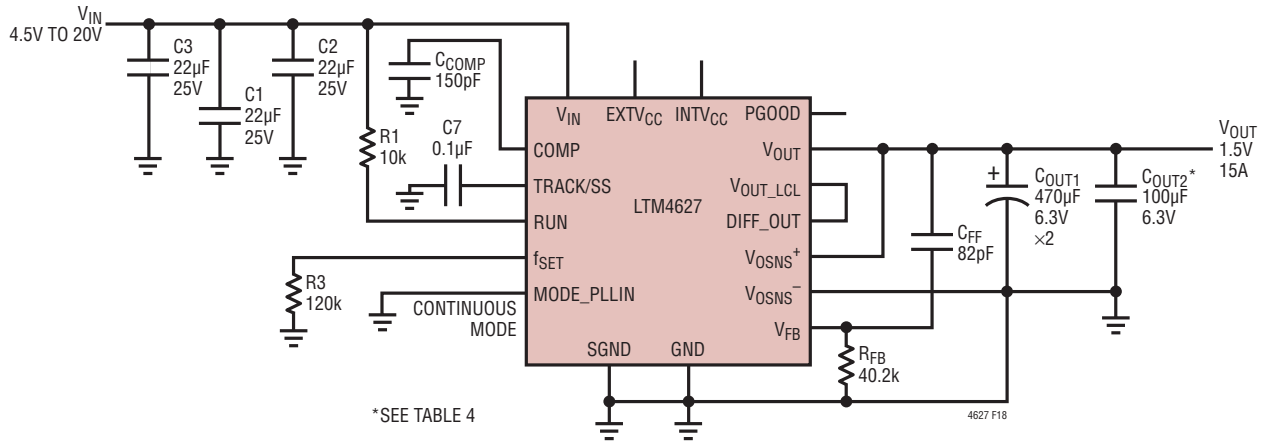 VIN
4.5V TO 20V
C3
22µF
25V
C1
22µF
25V
C2
22µF
25V
R1
10k
CCOMP
150pF
C7
0.1µF
R3
120k
CONTINUOUS
MODE
VIN
EXTVCC
INTVCC
PGOOD
COMP
TRACK/SS
RUN
fSET
MODE_PLLIN
LTM4627
VOUT
VOUT_LCL
DIFF_OUT
VOSNS+
VOSNS–
VFB
SGND
GND
CFF
82pF
RFB
40.2k
+
COUT1
470µF
6.3V
×2
COUT2*
100µF
6.3V
VOUT
1.5V
15A
*SEE TABLE 4
4627 F18